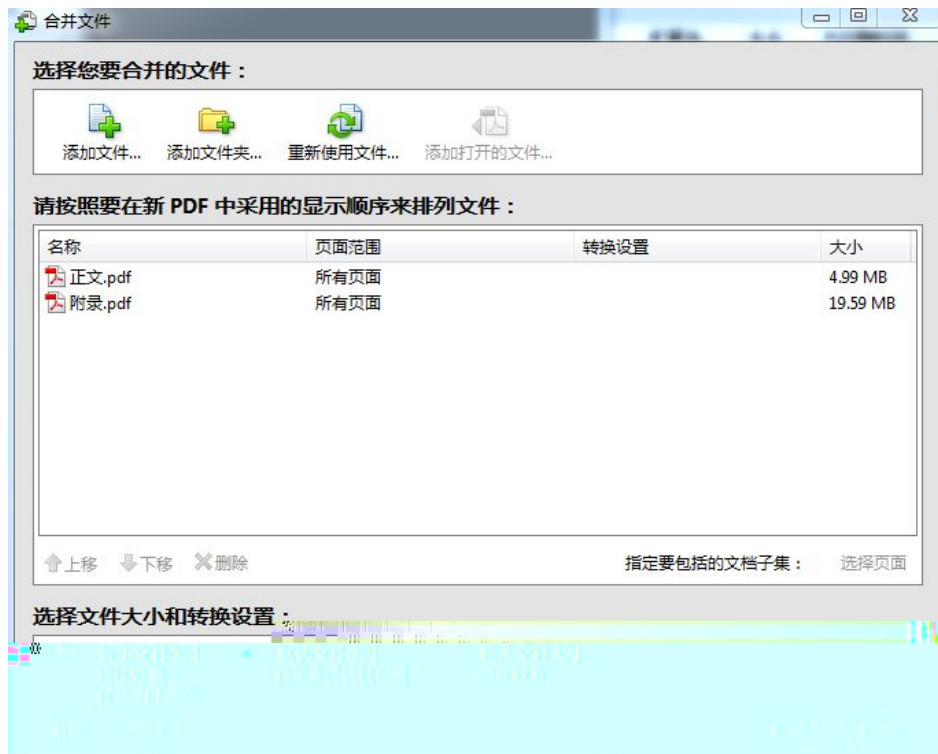 合并文件
选择您要合并的文件：
添加文件... 添加文件夹... 重新使用文件... 添加打开的文件...
请按照要在新 PDF 中采用的显示顺序来排列文件：
名称 页面范围 转换设置 大小
正文.pdf 所有页面 4.99 MB
附录.pdf 所有页面 19.59 MB
上移 下移 删除 指定要包括的文档子集： 选择页面
选择文件大小和转换设置：